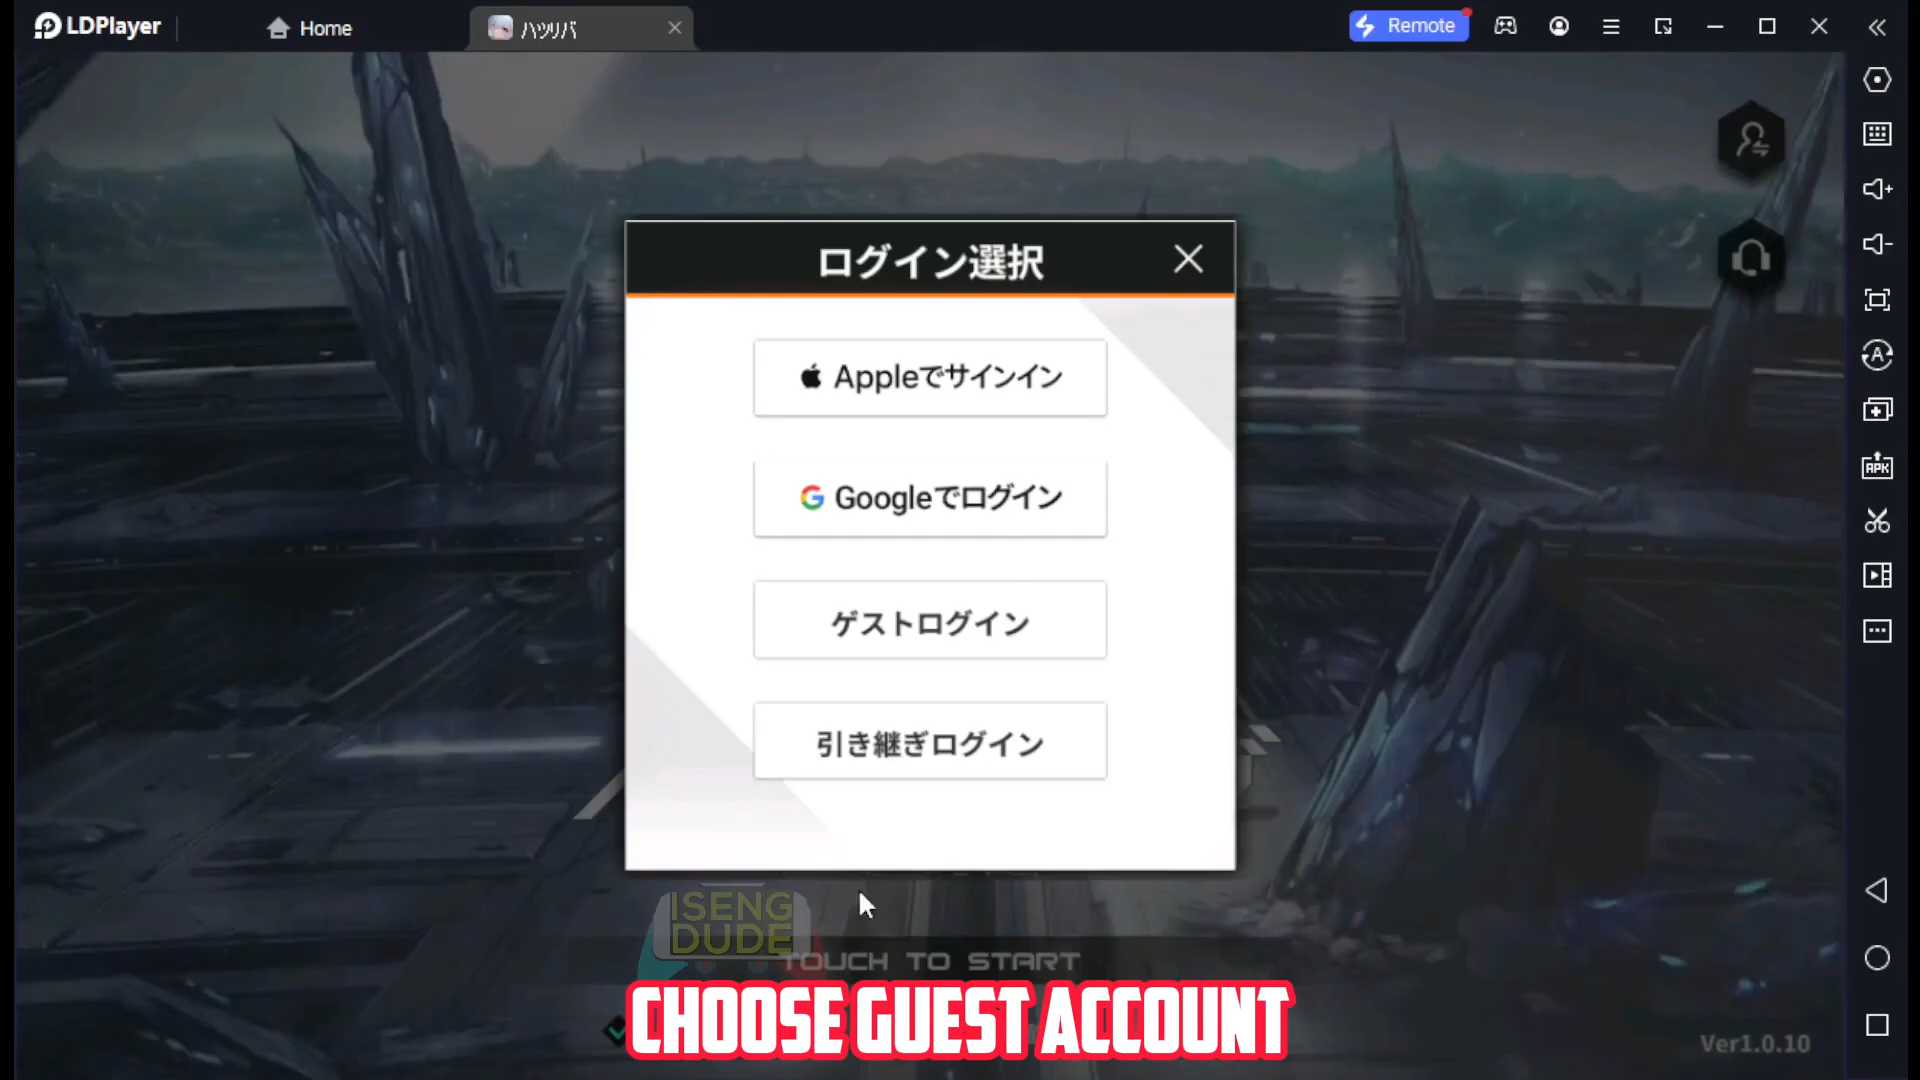 LDPlayer
Home
ハツリバ
Remote
ログイン選択
Appleでサインイン
Googleでログイン
ゲストログイン
引き継ぎログイン
APK
ISENG
DUDE
TOUCH TO START
CHOOSE GUEST ACCOUNT
Ver1.0.10